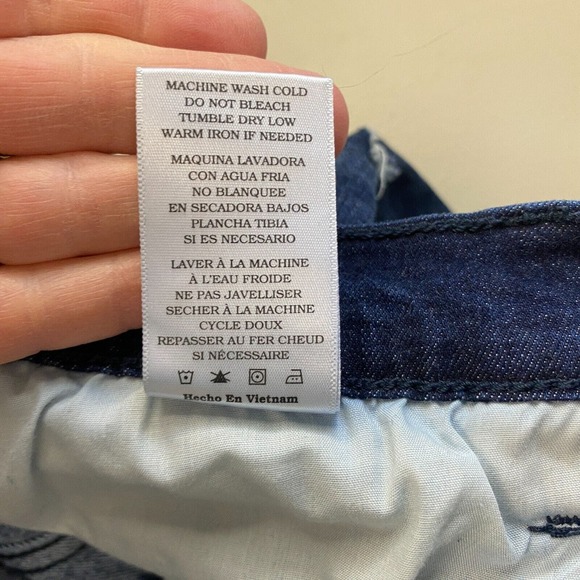 MACHINE WASH COLD
DO NOT BLEACH
TUMBLE DRY LOW
WARM IRON IF NEEDED
MAQUINA LAVADORA
CON AGUA FRIA
NO BLANQUEE
EN SECADORA BAJOS
PLANCHA TIBIA
SI ES NECESARIO
LAVER À LA MACHINE
À L'EAU FROIDE
NE PAS JAVELLISER
SECHER À LA MACHINE
CYCLE DOUX
REPASSER AU FER CHEUD
SI NÉCESSAIRE
Hecho En Vietnam